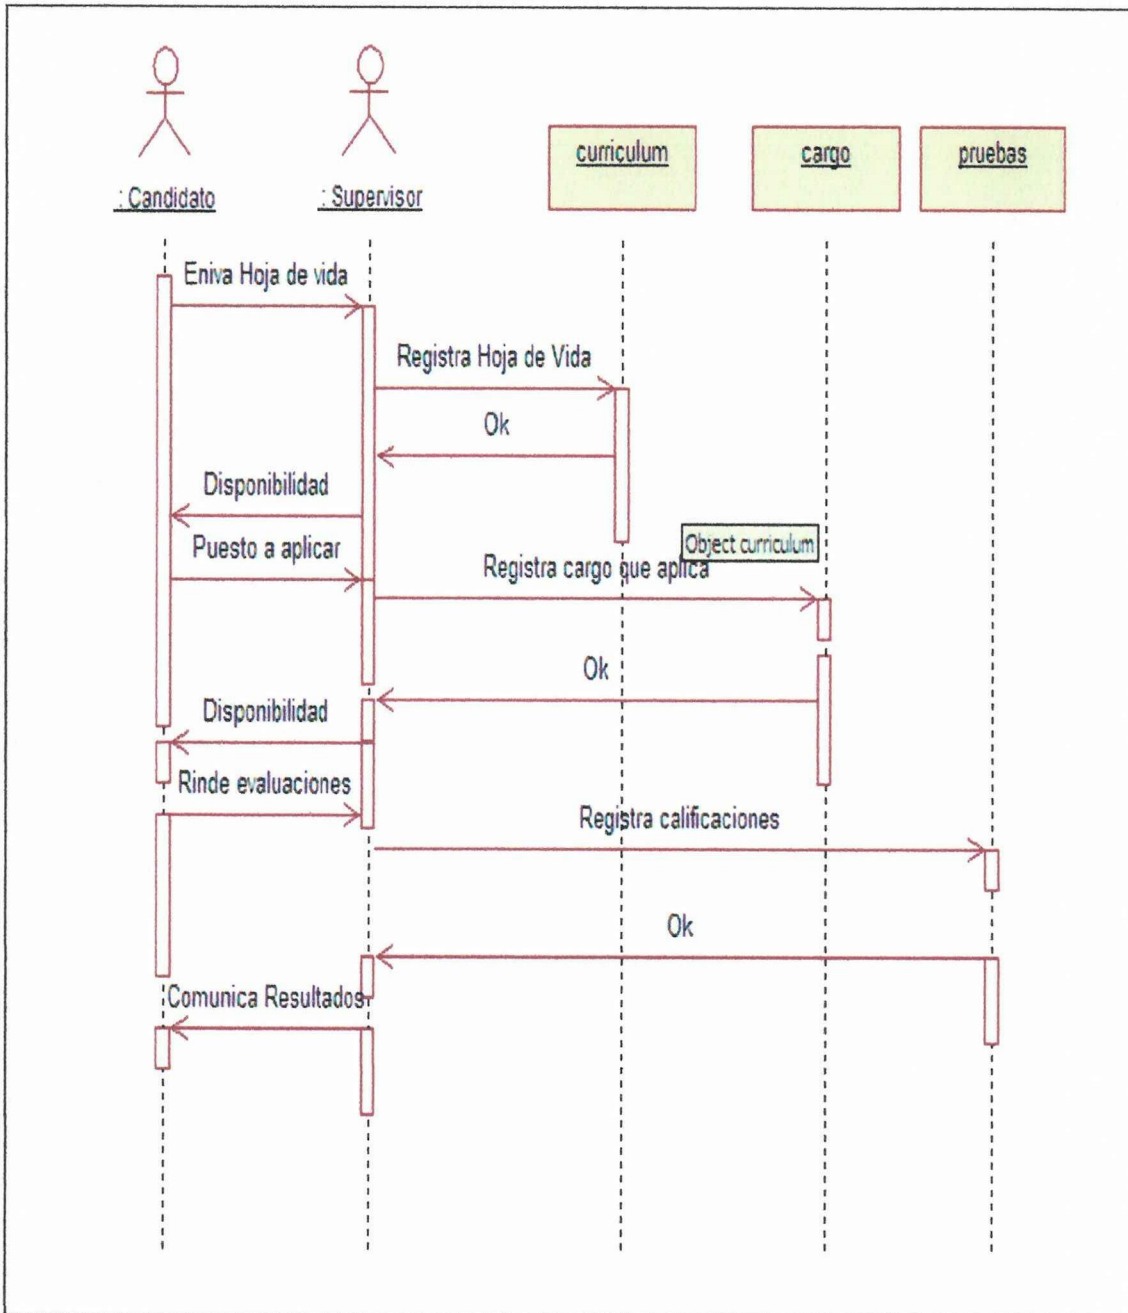 curriculum
cargo
pruebas
: Candidato
: Supervisor
Eniva Hoja de vida
Registra Hoja de Vida
Ok
Disponibilidad
Puesto a aplicar
Object curriculum
Registra cargo que aplica
Ok
Disponibilidad
Rinde evaluaciones
Registra calificaciones
Ok
Comunica Resultados